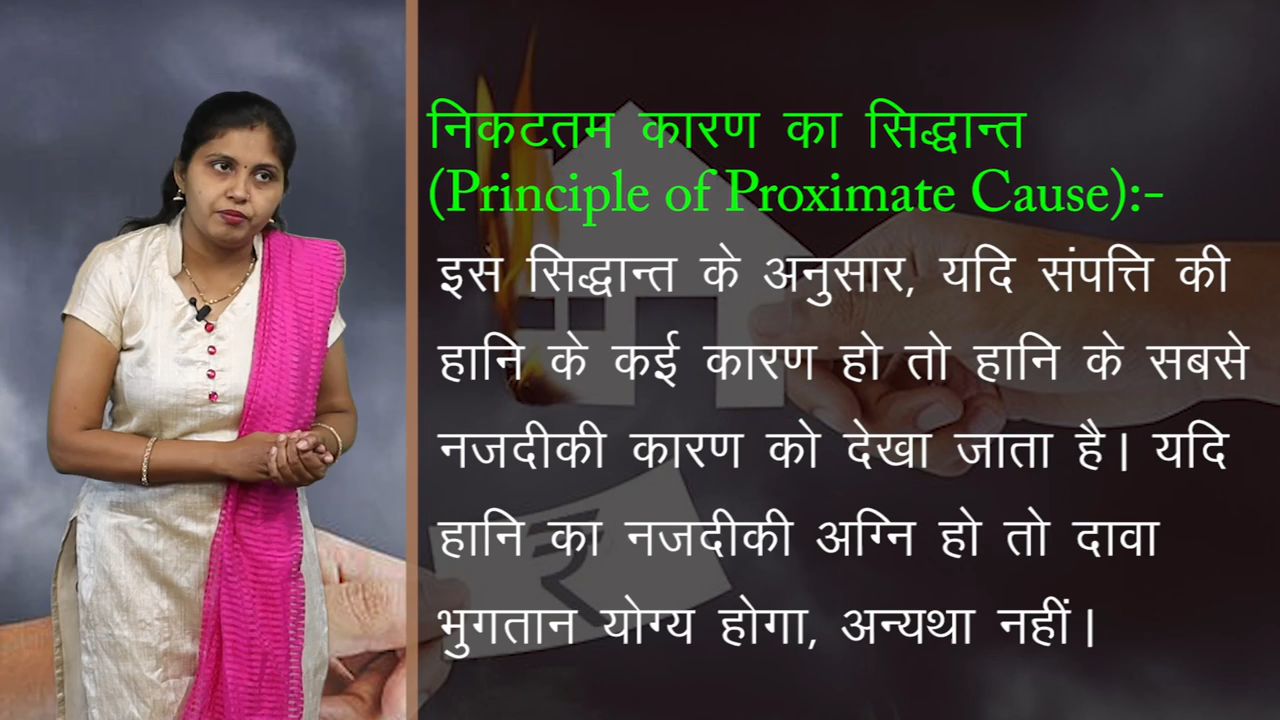 निकटतम कारण का सिद्धान्त
(Principle of Proximate Cause):-
इस सिद्धान्त के अनुसार, यदि संपत्ति की
हानि के कई कारण हो तो हानि के सबसे
नजदीकी कारण को देखा जाता है। यदि
हानि का नजदीकी अग्नि हो तो दावा
भुगतान योग्य होगा, अन्यथा नहीं।
₹